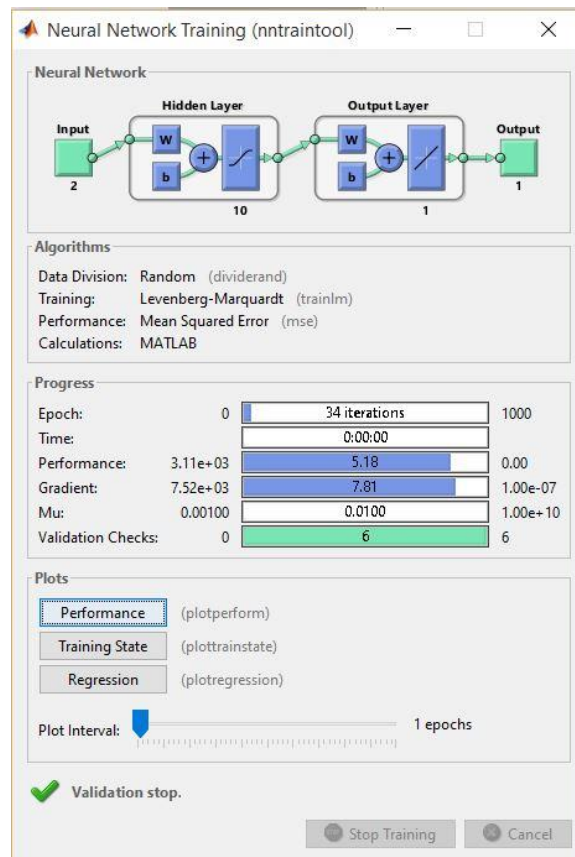 Neural Network Training (nntraintool)
Neural Network
Hidden Layer
Output Layer
Input
Output
W
b
+
W
b
+
2
10
1
1
Algorithms
Data Division: Random (dividerand)
Training: Levenberg-Marquardt (trainlm)
Performance: Mean Squared Error (mse)
Calculations: MATLAB
Progress
Epoch: 0 34 iterations 1000
Time: 0:00:00
Performance: 3.11e+03 5.18 0.00
Gradient: 7.52e+03 7.81 1.00e-07
Mu: 0.00100 0.0100 1.00e+10
Validation Checks: 0 6 6
Plots
Performance (plotperform)
Training State (plottrainstate)
Regression (plotregression)
Plot Interval: 1 epochs
Validation stop.
Stop Training Cancel